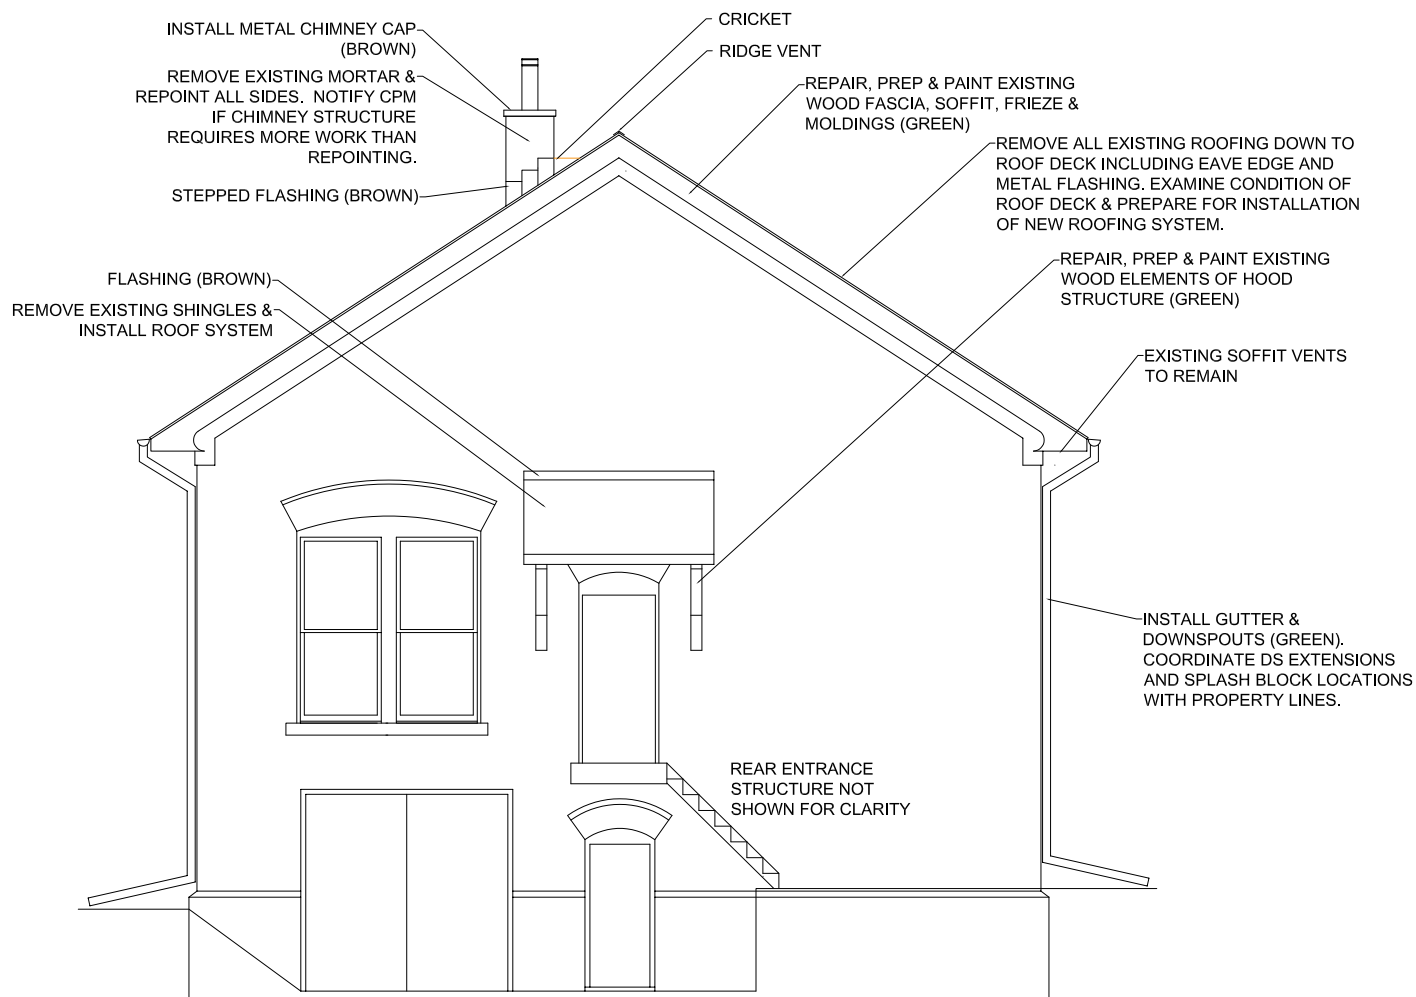 INSTALL METAL CHIMNEY CAP
(BROWN)
REMOVE EXISTING MORTAR &
REPOINT ALL SIDES. NOTIFY CPM
IF CHIMNEY STRUCTURE
REQUIRES MORE WORK THAN
REPOINTING.
STEPPED FLASHING (BROWN)
FLASHING (BROWN)
REMOVE EXISTING SHINGLES &
INSTALL ROOF SYSTEM
CRICKET
RIDGE VENT
REPAIR, PREP & PAINT EXISTING
WOOD FASCIA, SOFFIT, FRIEZE &
MOLDINGS (GREEN)
REMOVE ALL EXISTING ROOFING DOWN TO
ROOF DECK INCLUDING EAVE EDGE AND
METAL FLASHING. EXAMINE CONDITION OF
ROOF DECK & PREPARE FOR INSTALLATION
OF NEW ROOFING SYSTEM.
REPAIR, PREP & PAINT EXISTING
WOOD ELEMENTS OF HOOD
STRUCTURE (GREEN)
EXISTING SOFFIT VENTS
TO REMAIN
INSTALL GUTTER &
DOWNSPOUTS (GREEN).
COORDINATE DS EXTENSIONS
AND SPLASH BLOCK LOCATIONS
WITH PROPERTY LINES.
REAR ENTRANCE
STRUCTURE NOT
SHOWN FOR CLARITY